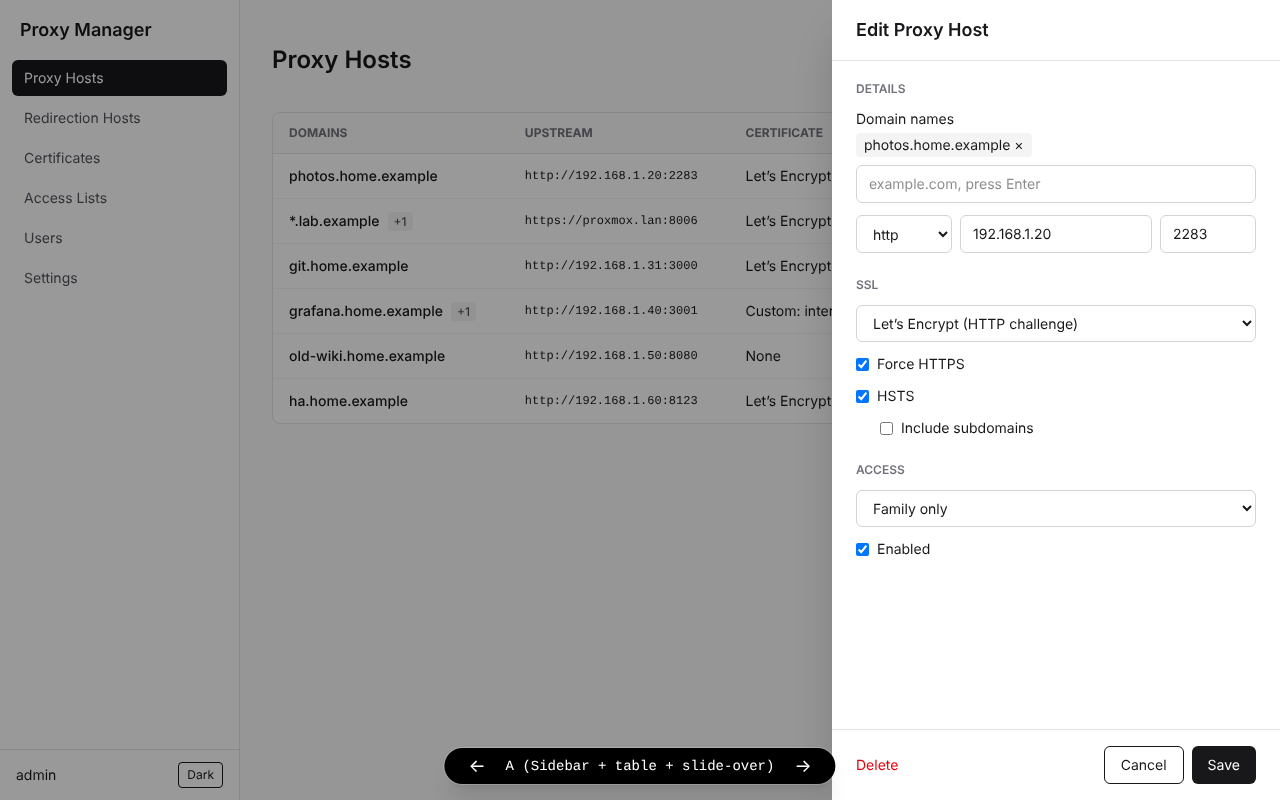 Proxy Manager
Proxy Hosts
Redirection Hosts
Certificates
Access Lists
Users
Settings
admin
Dark
Proxy Hosts
DOMAINS UPSTREAM CERTIFICATE
photos.home.example http://192.168.1.20:2283 Let’s Encrypt
*.lab.example +1 https://proxmox.lan:8006 Let’s Encrypt
git.home.example http://192.168.1.31:3000 Let’s Encrypt
grafana.home.example +1 http://192.168.1.40:3001 Custom: inter
old-wiki.home.example http://192.168.1.50:8080 None
ha.home.example http://192.168.1.60:8123 Let’s Encrypt
← A (Sidebar + table + slide-over) →
Edit Proxy Host
DETAILS
Domain names
photos.home.example ×
example.com, press Enter
http 192.168.1.20 2283
SSL
Let’s Encrypt (HTTP challenge)
Force HTTPS
HSTS
Include subdomains
ACCESS
Family only
Enabled
Delete Cancel Save